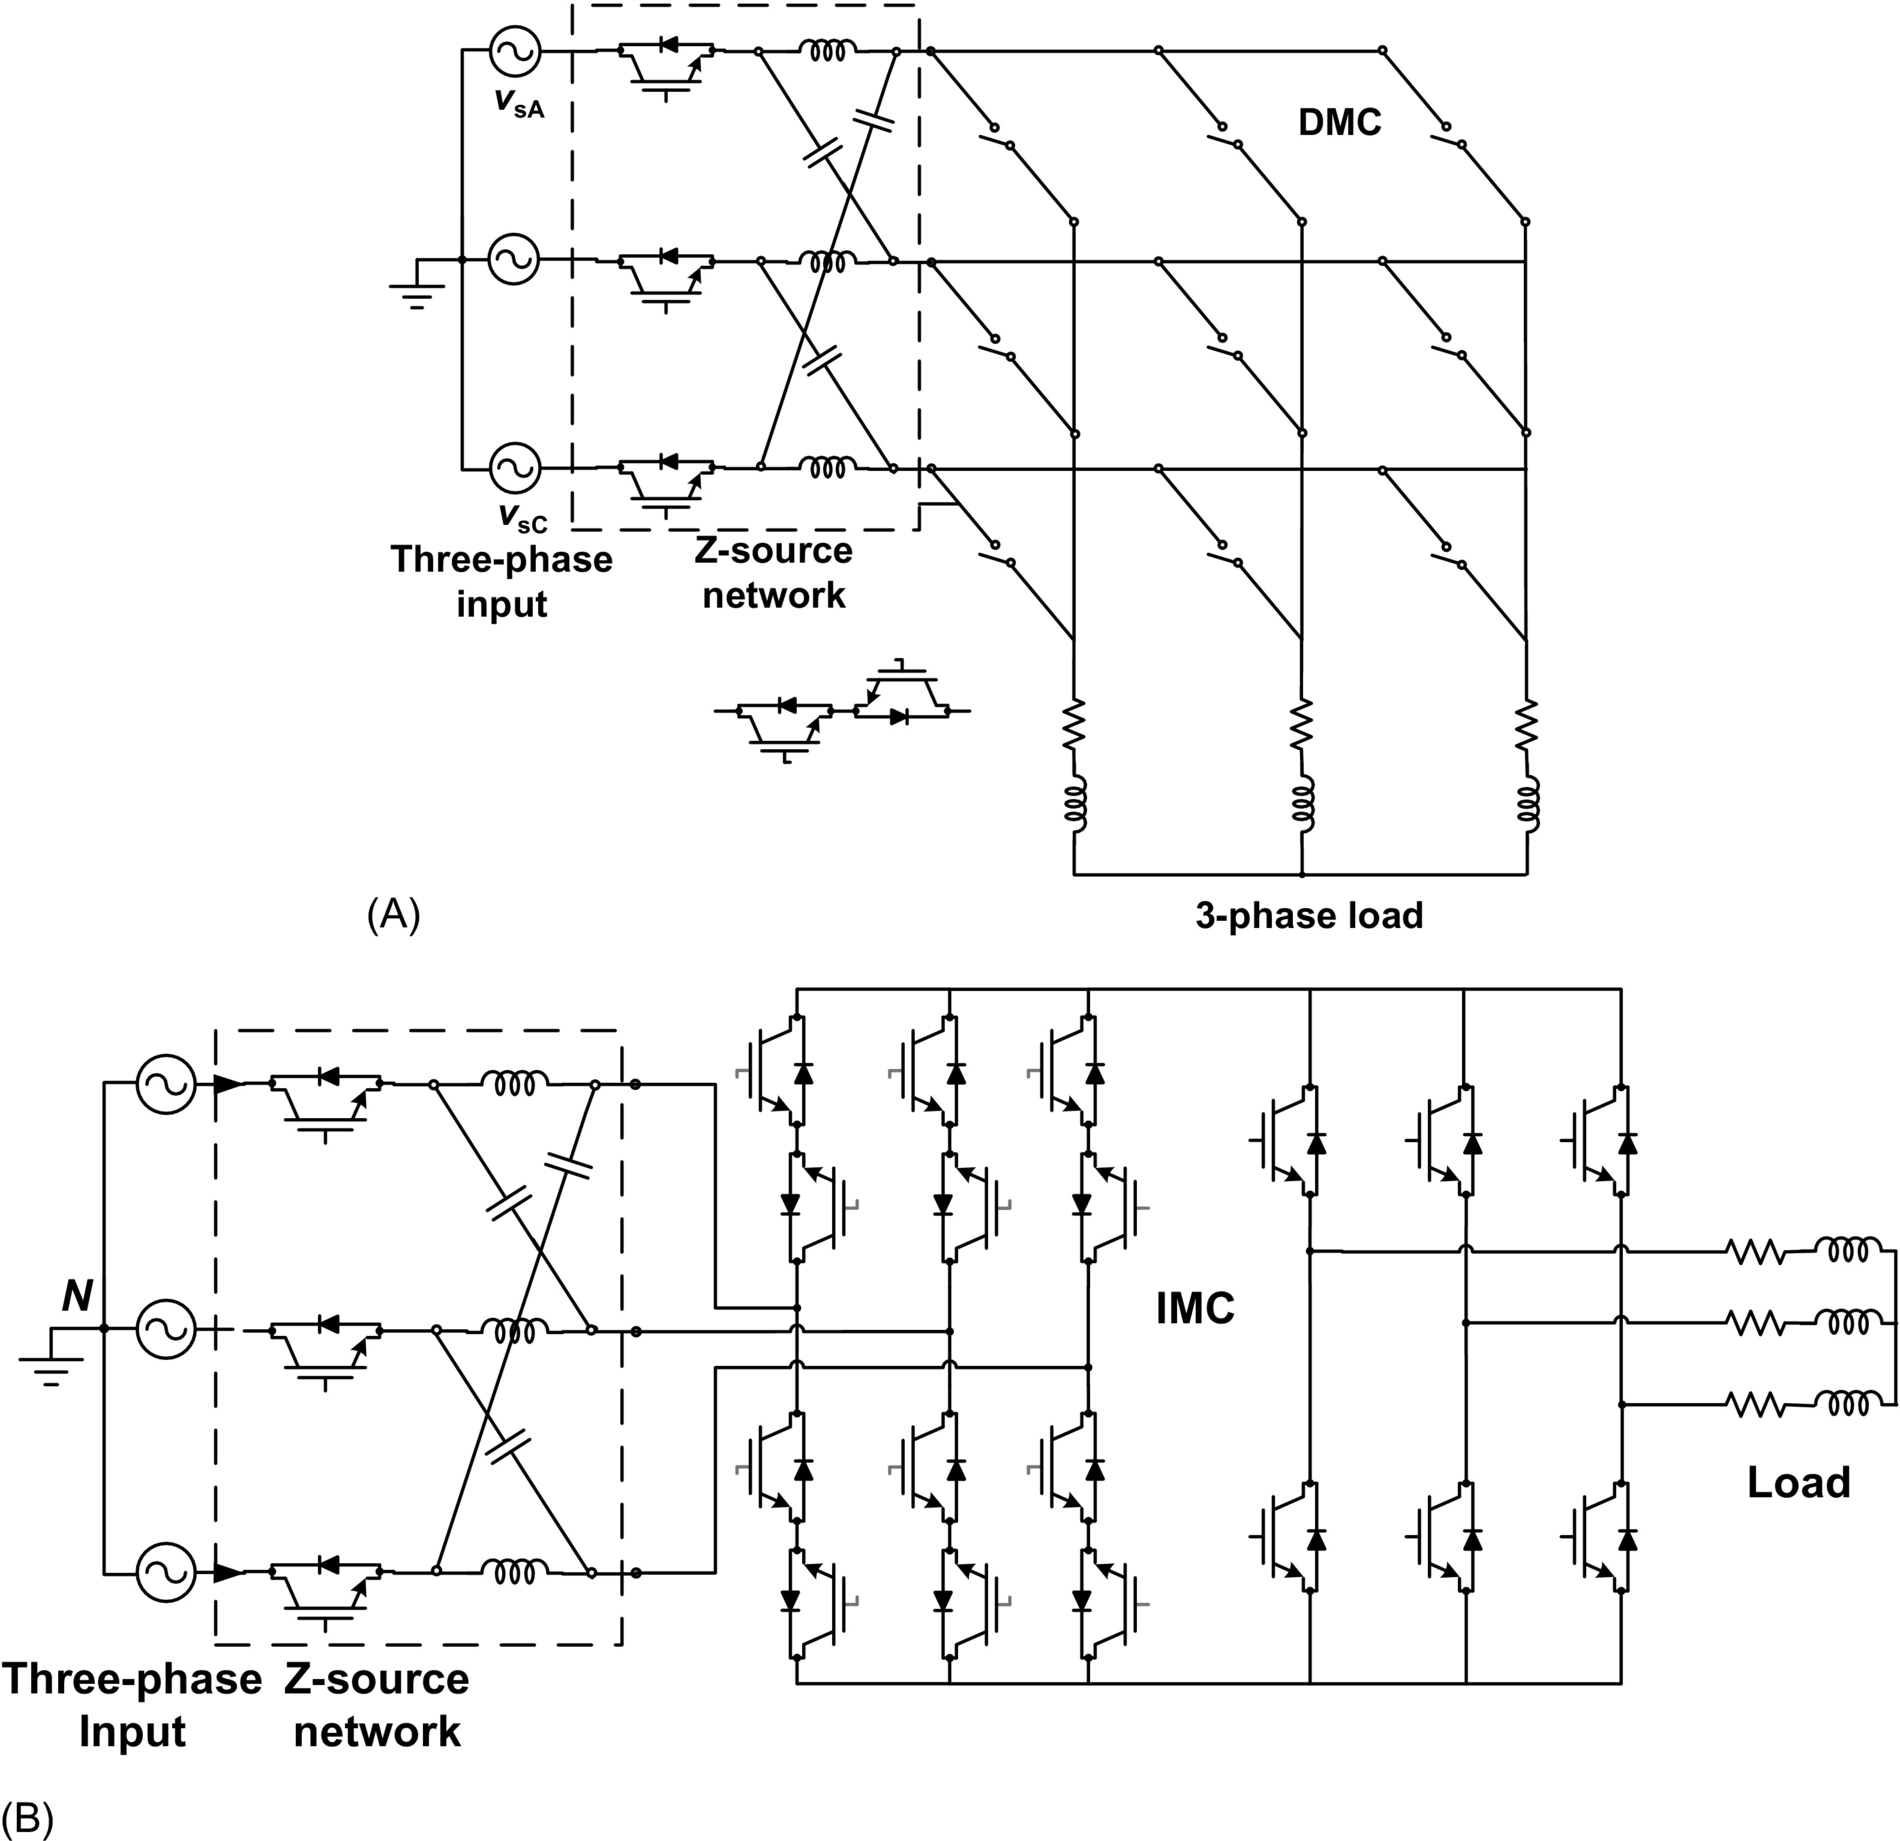 DMC
vsA
vsC
Three-phase
input
Z-source
network
(A)
3-phase load
N
IMC
Load
Three-phase
Input
Z-source
network
(B)